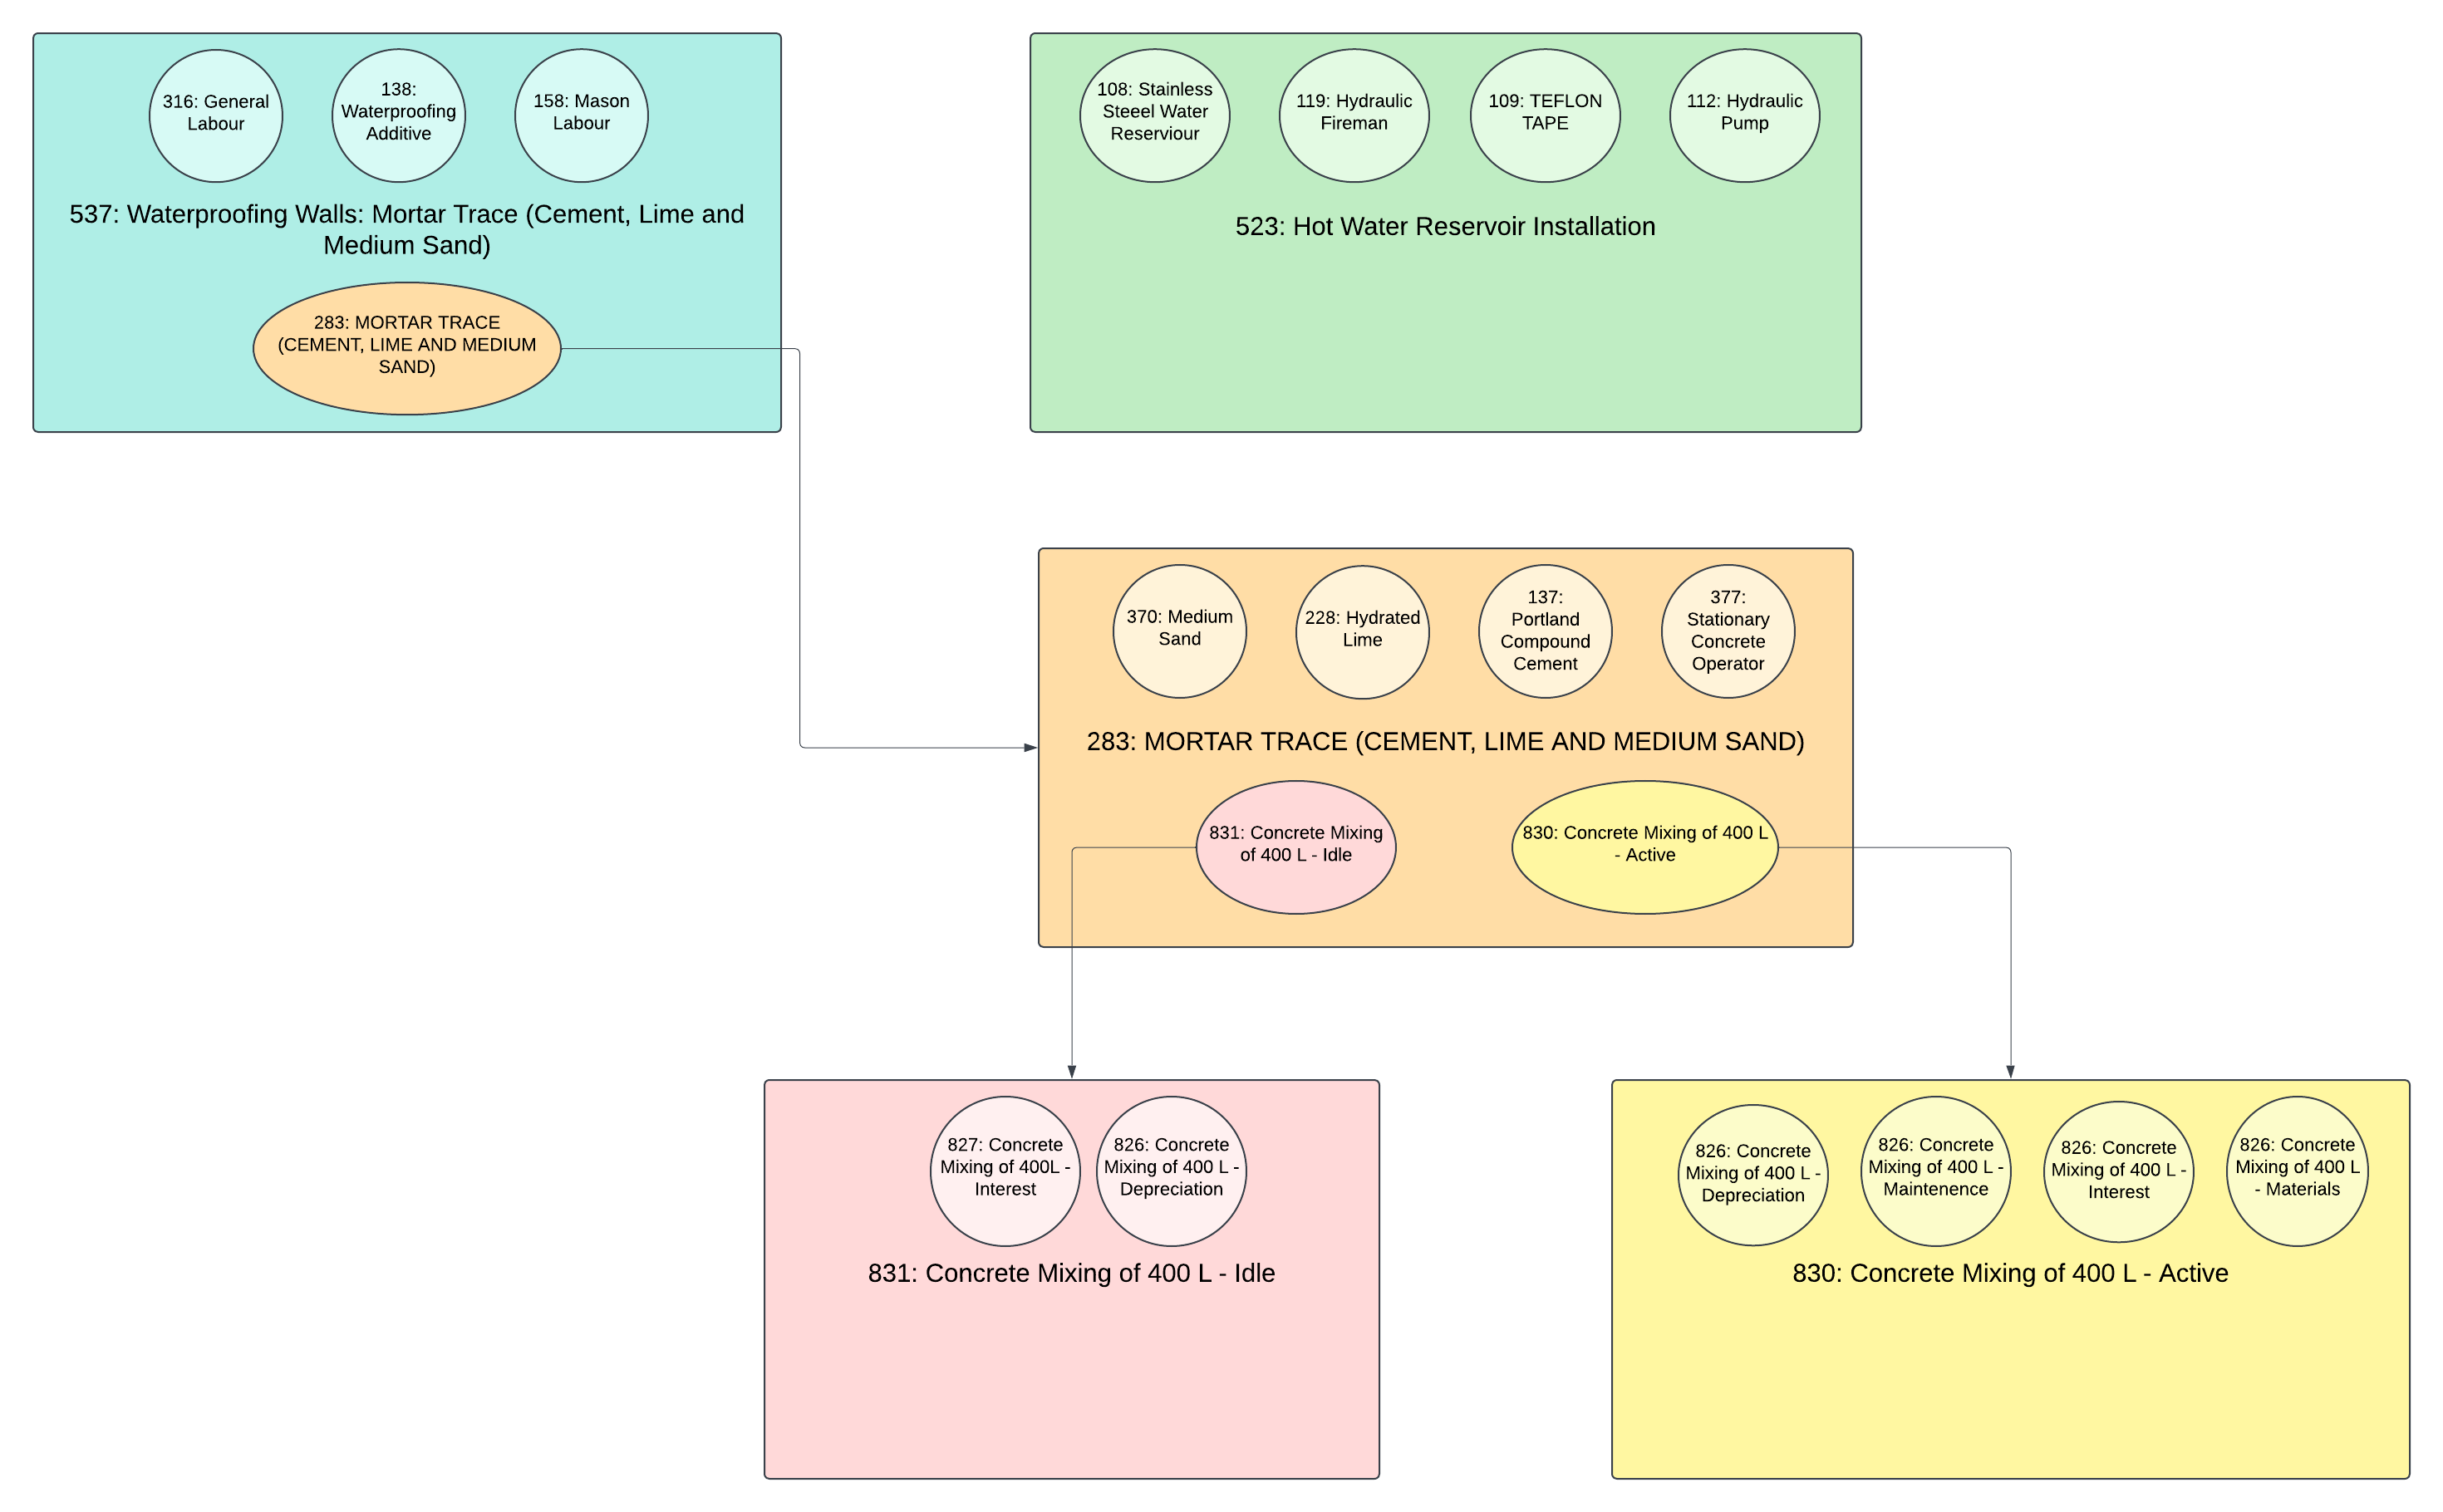 316: General
Labour
138:
Waterproofing
Additive
158: Mason
Labour
537: Waterproofing Walls: Mortar Trace (Cement, Lime and
Medium Sand)
283: MORTAR TRACE
(CEMENT, LIME AND MEDIUM
SAND)
108: Stainless
Steeel Water
Reserviour
119: Hydraulic
Fireman
109: TEFLON
TAPE
112: Hydraulic
Pump
523: Hot Water Reservoir Installation
370: Medium
Sand
228: Hydrated
Lime
137:
Portland
Compound
Cement
377:
Stationary
Concrete
Operator
283: MORTAR TRACE (CEMENT, LIME AND MEDIUM SAND)
831: Concrete Mixing
of 400 L - Idle
830: Concrete Mixing of 400 L
- Active
827: Concrete
Mixing of 400L -
Interest
826: Concrete
Mixing of 400 L -
Depreciation
831: Concrete Mixing of 400 L - Idle
826: Concrete
Mixing of 400 L -
Depreciation
826: Concrete
Mixing of 400 L -
Maintenence
826: Concrete
Mixing of 400 L -
Interest
826: Concrete
Mixing of 400 L
- Materials
830: Concrete Mixing of 400 L - Active